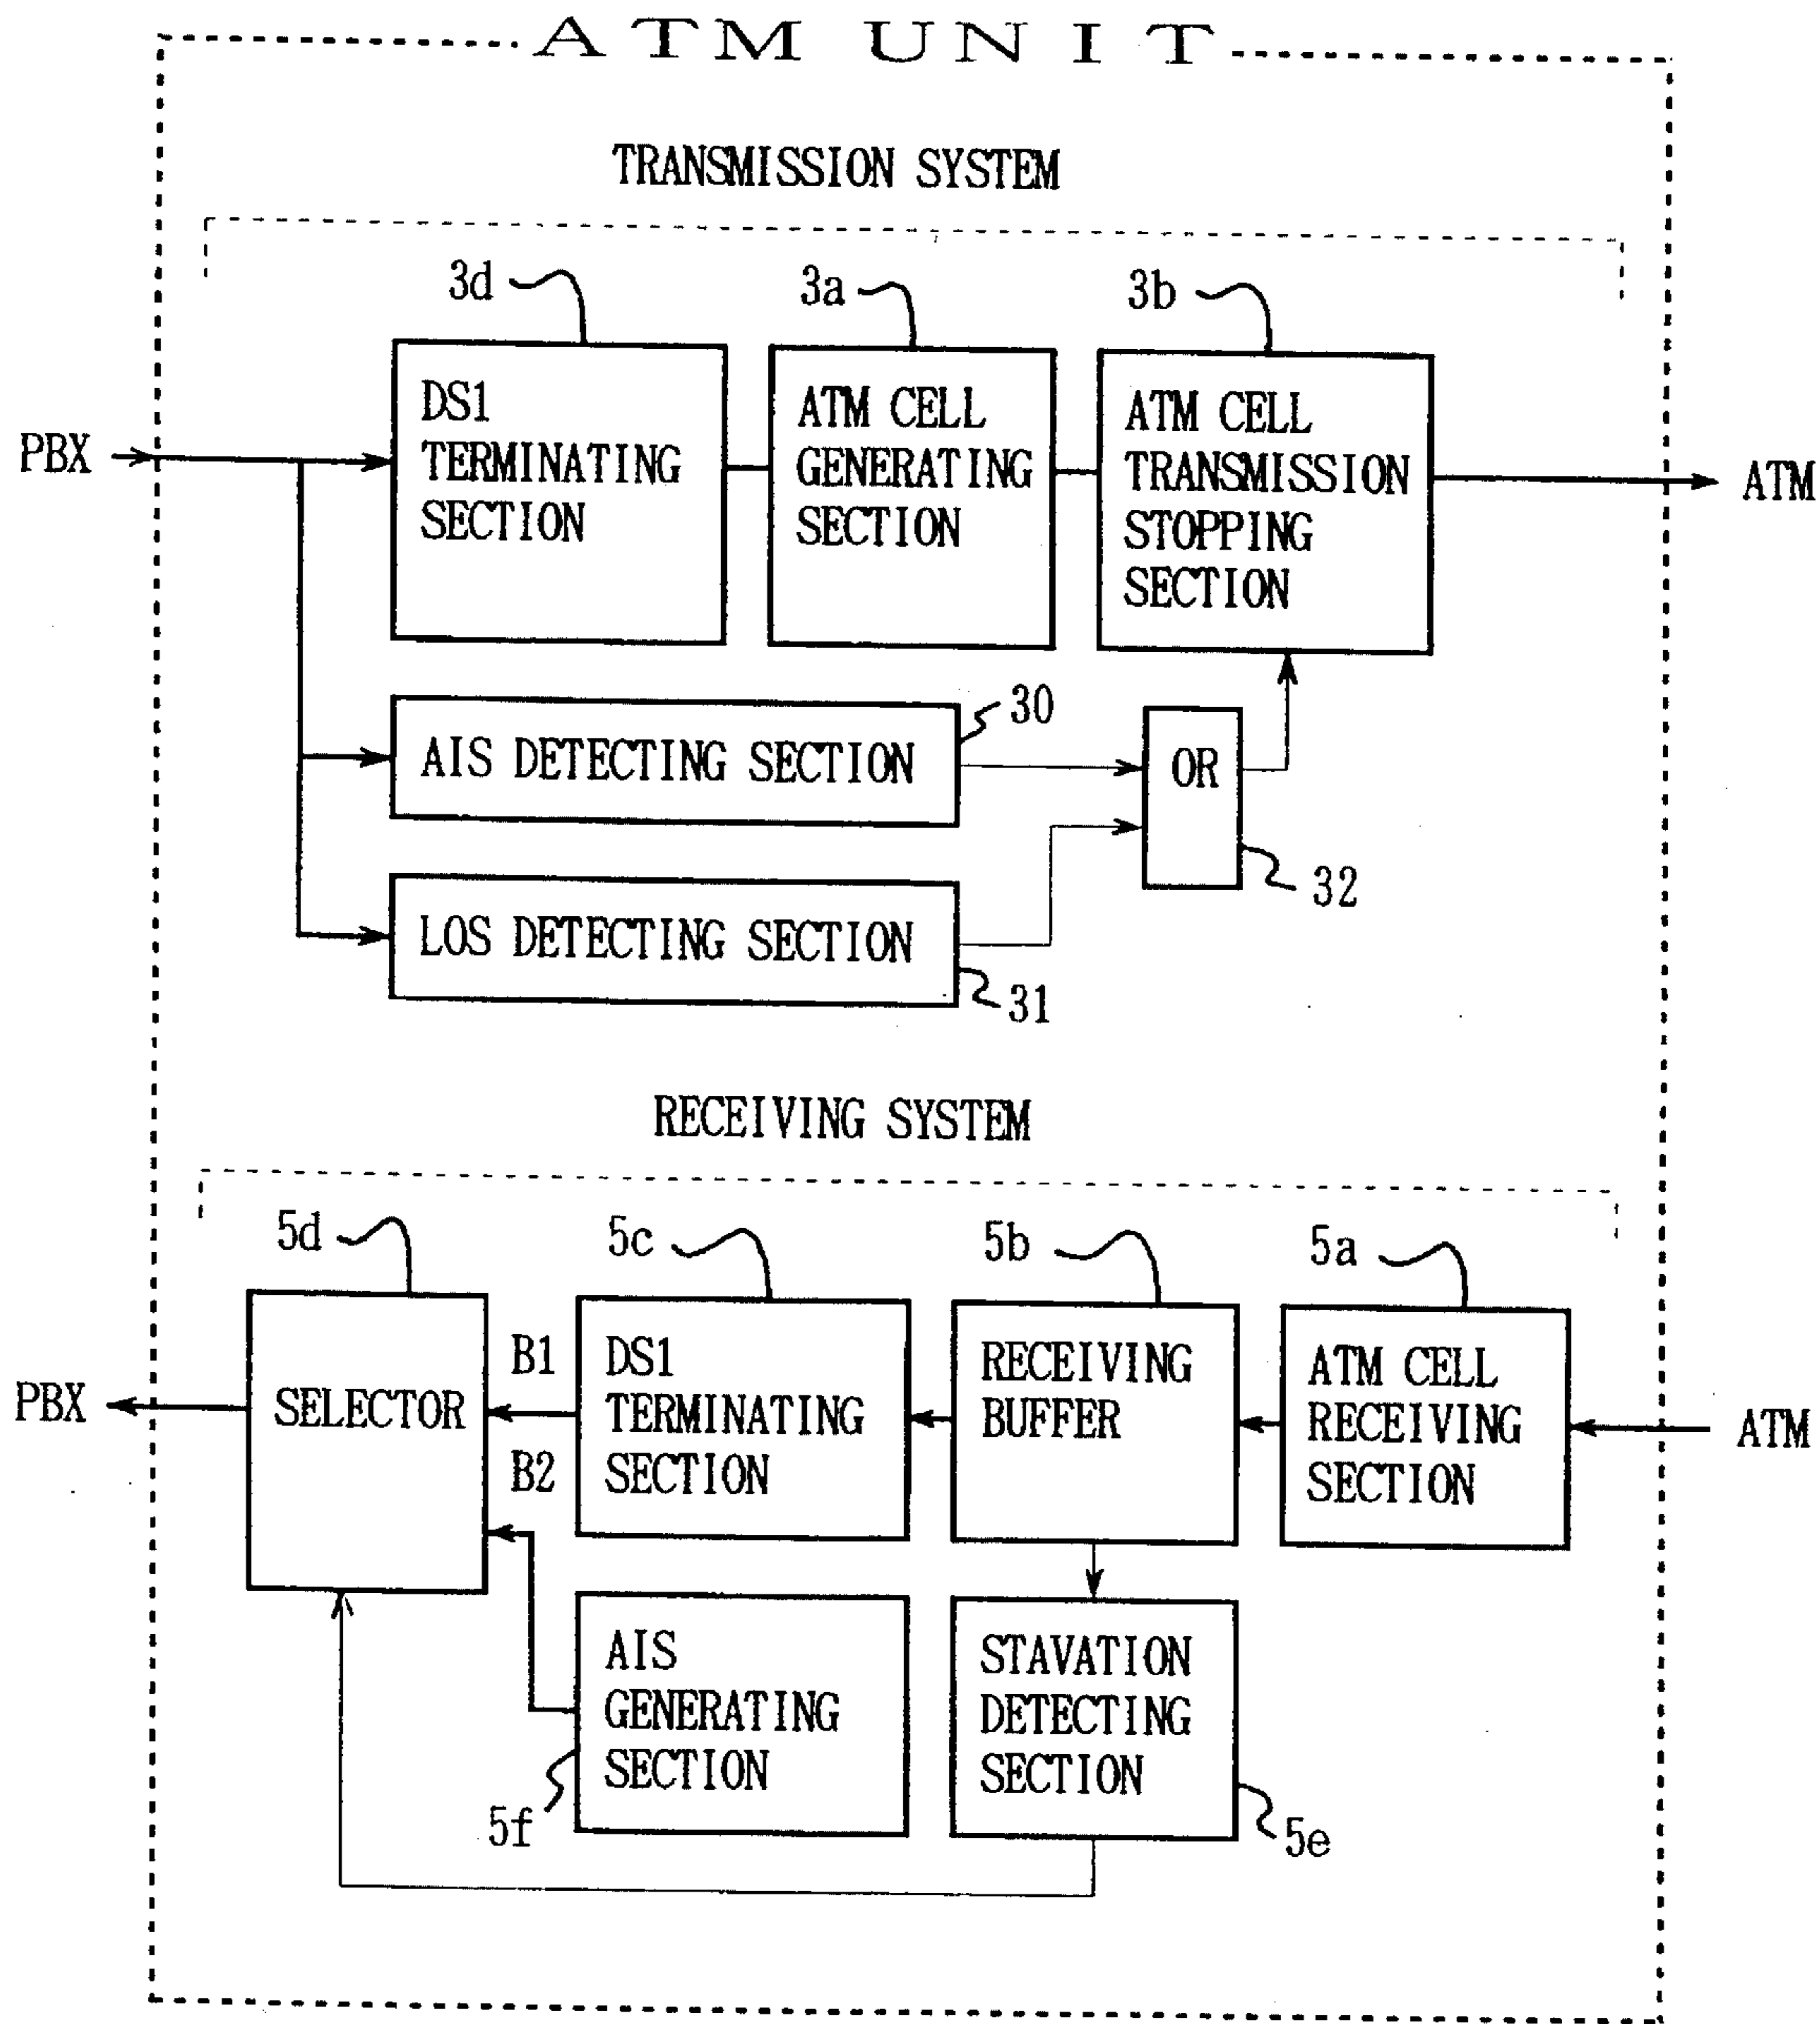 ATM UNIT
TRANSMISSION SYSTEM
3d
3a
3b
PBX
DS1
TERMINATING
SECTION
ATM CELL
GENERATING
SECTION
ATM CELL
TRANSMISSION
STOPPING
SECTION
ATM
AIS DETECTING SECTION
30
OR
32
LOS DETECTING SECTION
31
RECEIVING SYSTEM
5d
5c
5b
5a
PBX
SELECTOR
B1
B2
DS1
TERMINATING
SECTION
RECEIVING
BUFFER
ATM CELL
RECEIVING
SECTION
ATM
AIS
GENERATING
SECTION
5f
STAVATION
DETECTING
SECTION
5e